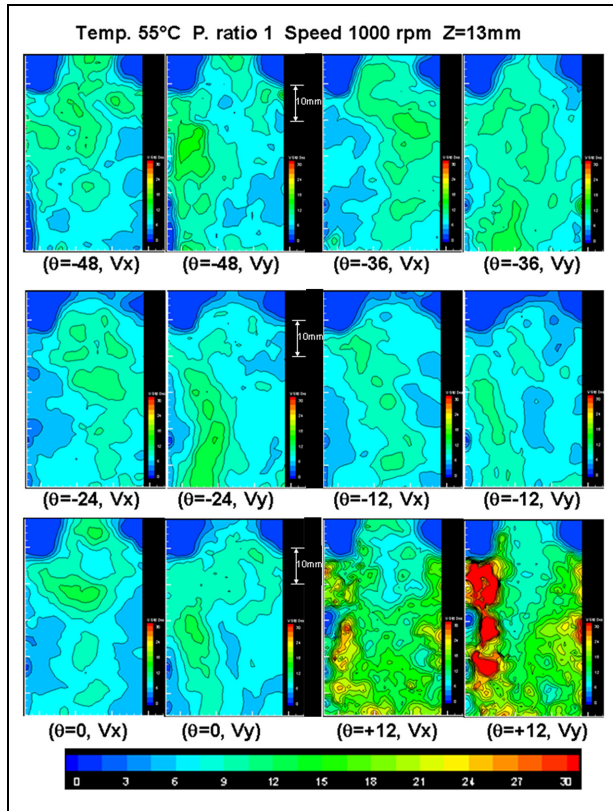 Temp. 55ºC P. ratio 1 Speed 1000 rpm Z=13mm
10mm 
(θ=-48, Vx) (θ=-48, Vy) (θ=-36, Vx) (θ=-36, Vy)
10mm
(θ=-24, Vx) (θ=-24, Vy) (θ=-12, Vx) (θ=-12, Vy)
10mm
(θ=0, Vx) (θ=0, Vy) (θ=+12, Vx) (θ=+12, Vy)
0 3 6 9 12 15 18 21 24 27 30